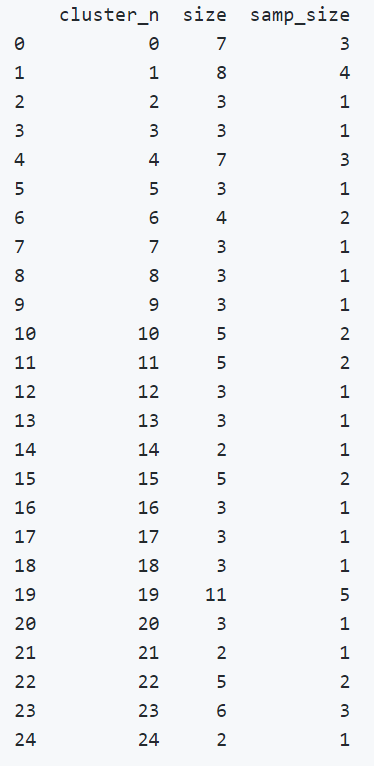 cluster_n size samp_size
0 0 7 3
1 1 8 4
2 2 3 1
3 3 3 1
4 4 7 3
5 5 3 1
6 6 4 2
7 7 3 1
8 8 3 1
9 9 3 1
10 10 5 2
11 11 5 2
12 12 3 1
13 13 3 1
14 14 2 1
15 15 5 2
16 16 3 1
17 17 3 1
18 18 3 1
19 19 11 5
20 20 3 1
21 21 2 1
22 22 5 2
23 23 6 3
24 24 2 1